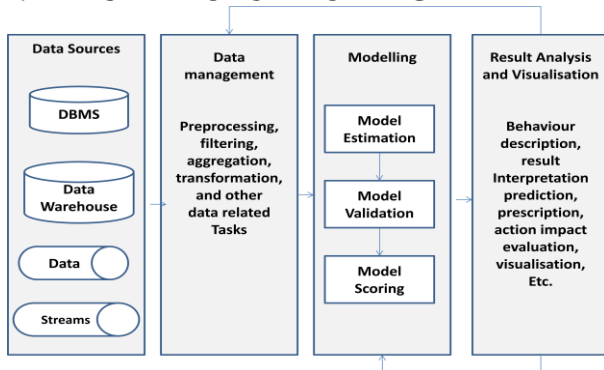 Data Sources
DBMS
Data
Warehouse
Data
Streams
Data
management
Preprocessing,
filtering,
aggregation,
transformation,
and other
data related
Tasks
Modelling
Model
Estimation
Model
Validation
Model
Scoring
Result Analysis
and Visualisation
Behaviour
description,
result
Interpretation
prediction,
prescription,
action impact
evaluation,
visualisation,
Etc.